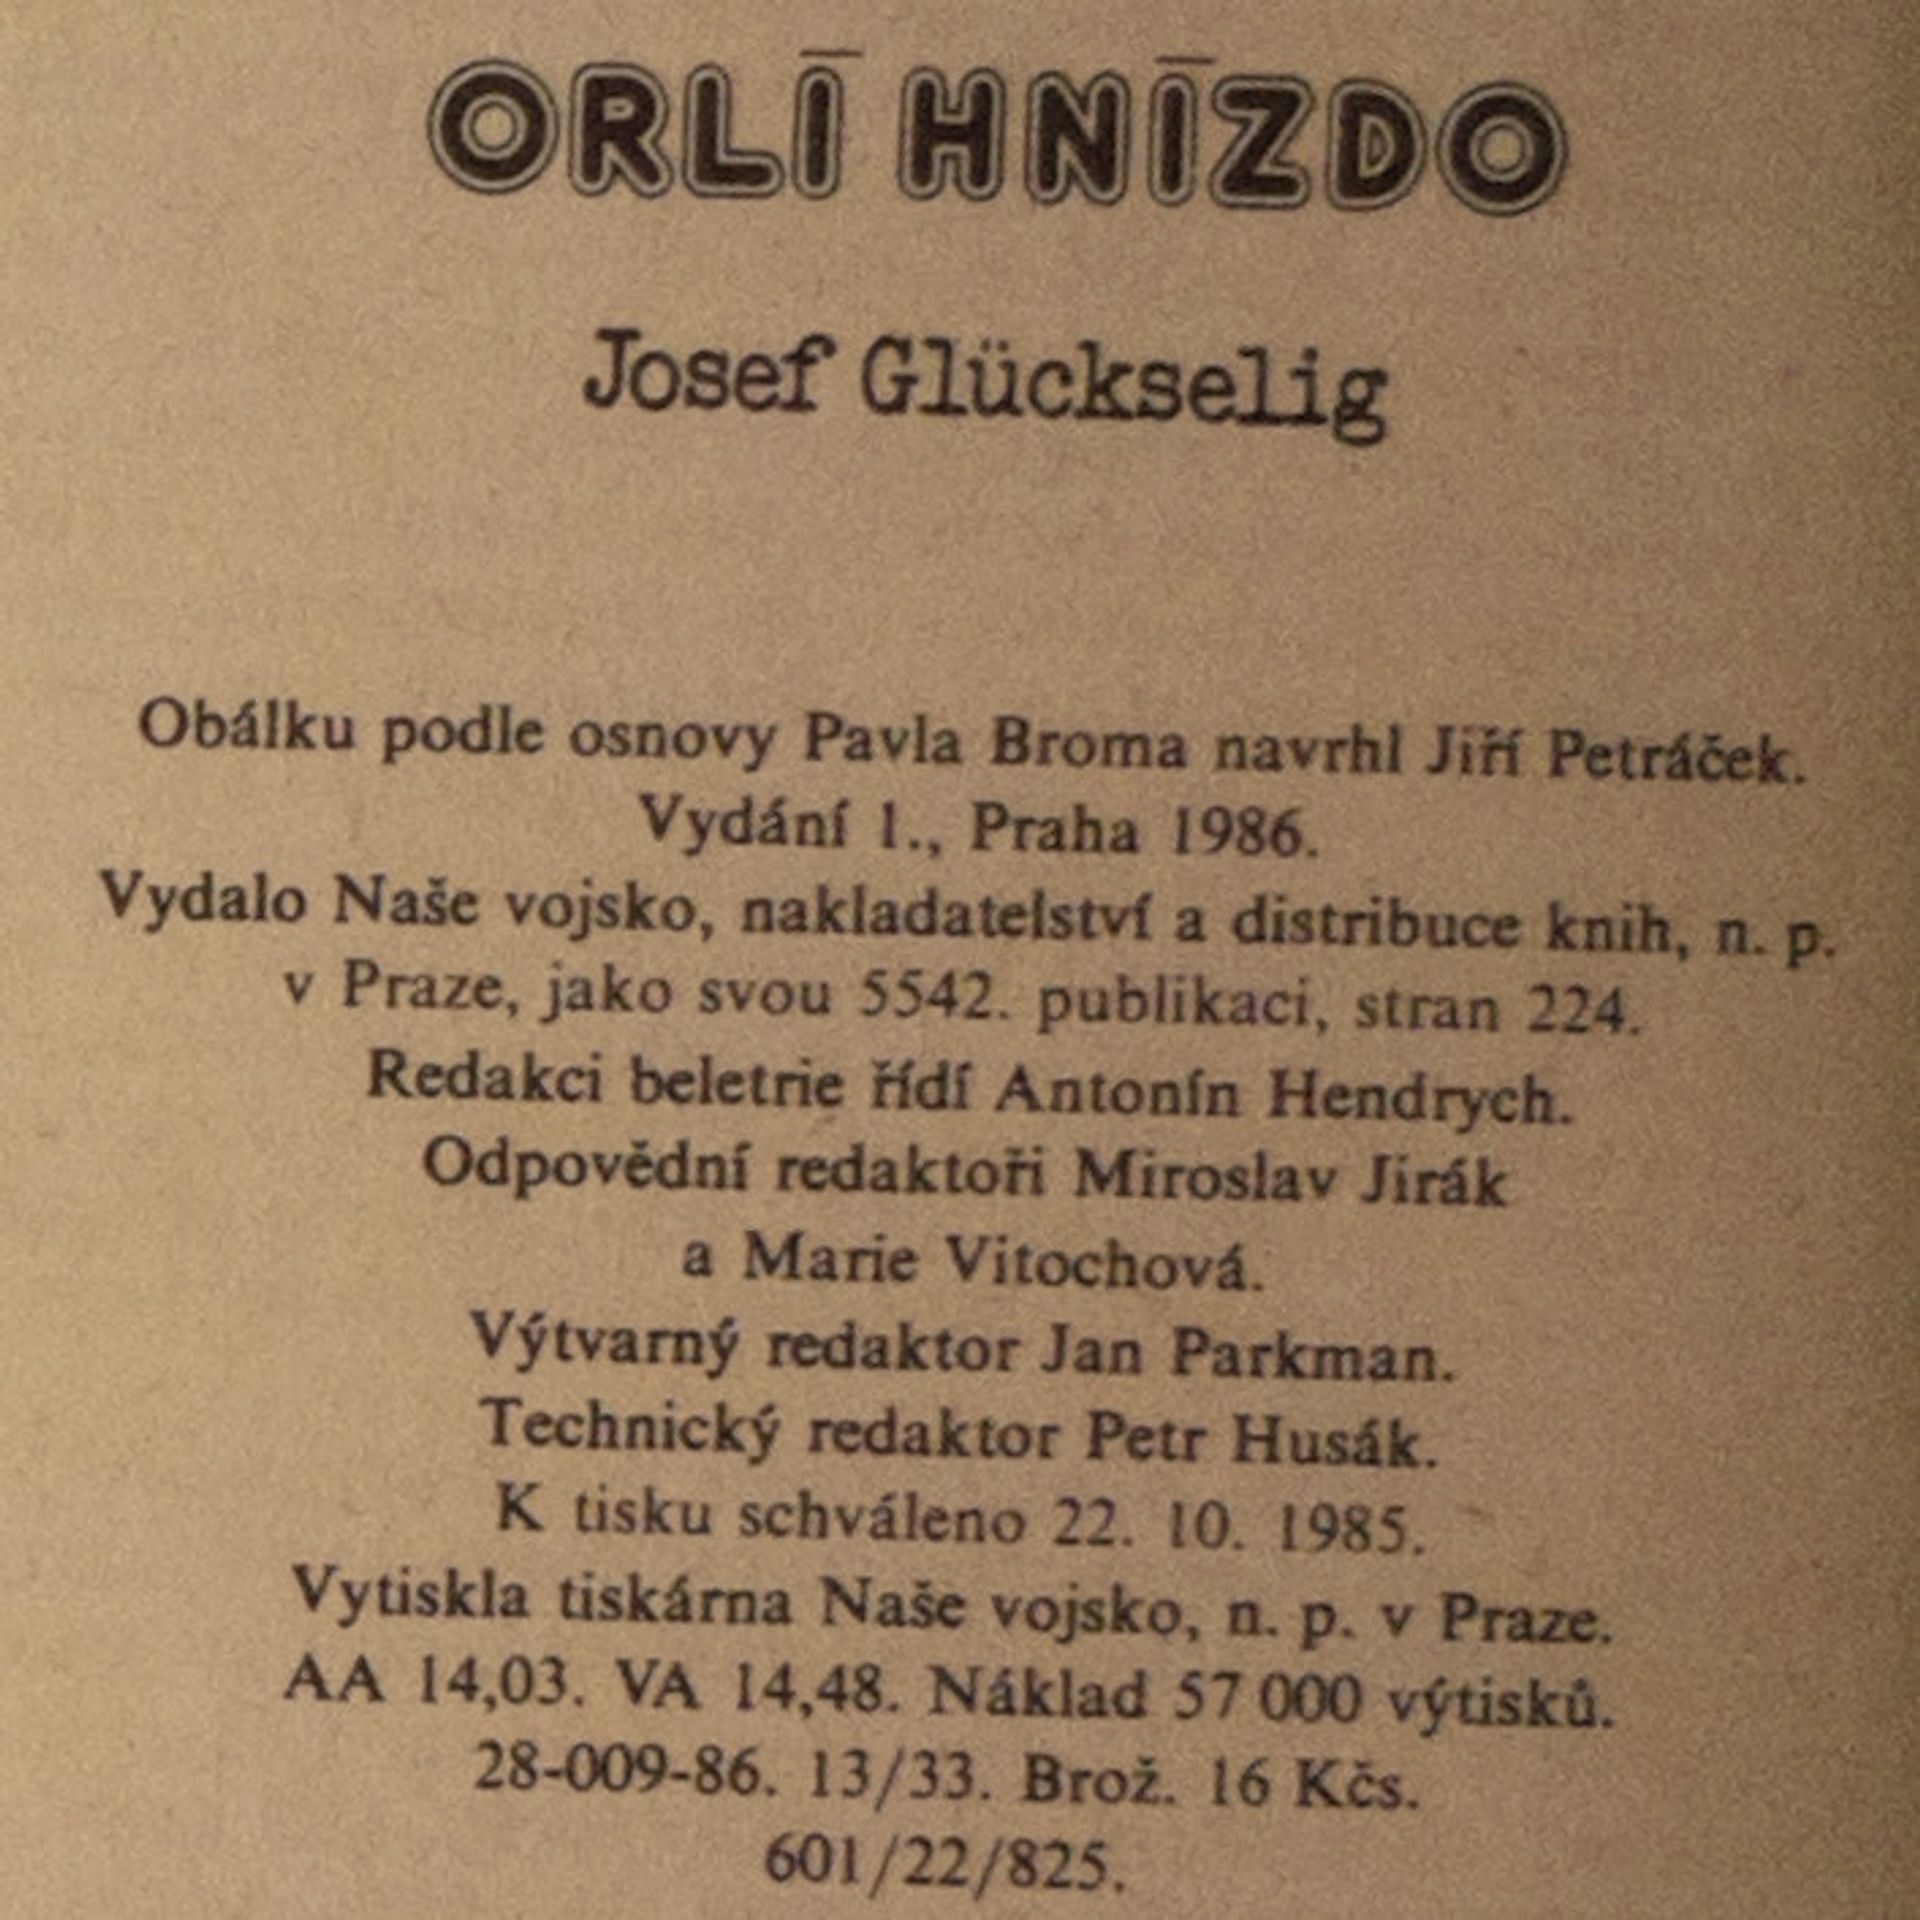 ORLÍ HNÍZDO
Josef Glückselig
Obálku podle osnovy Pavla Broma navrhl Jiří Petráček.
Vydání 1., Praha 1986.
Vydalo Naše vojsko, nakladatelství a distribuce knih, n. p.
v Praze, jako svou 5542. publikaci, stran 224.
Redakci beletrie řídí Antonín Hendrych.
Odpovědní redaktoři Miroslav Jirák
a Marie Vitochová.
Výtvarný redaktor Jan Parkman.
Technický redaktor Petr Husák.
K tisku schváleno 22. 10. 1985.
Vytiskla tiskárna Naše vojsko, n. p. v Praze.
AA 14,03. VA 14,48. Náklad 57 000 výtisků.
28-009-86. 13/33. Brož. 16 Kčs.
601/22/825.